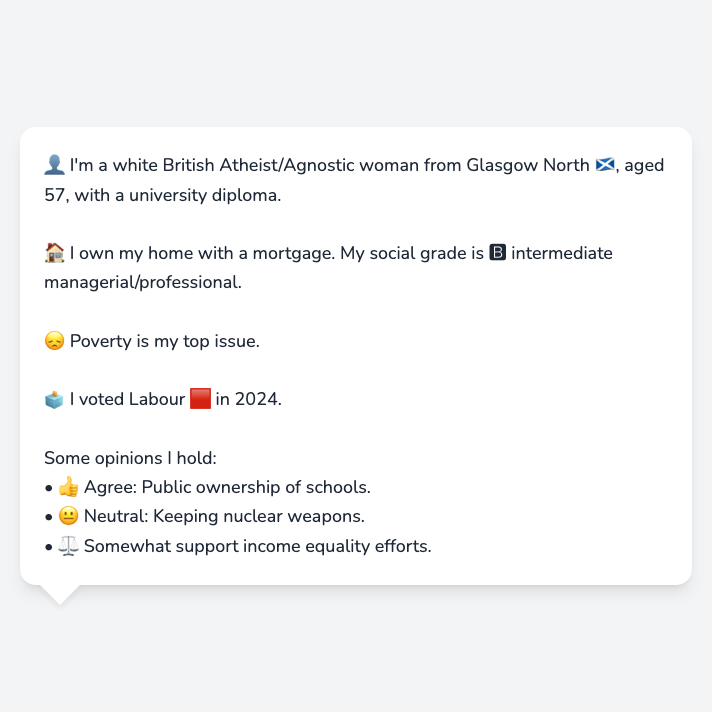 👤 I'm a white British Atheist/Agnostic woman from Glasgow North 🏴󠁧󠁢󠁳󠁣󠁴󠁿, aged
57, with a university diploma.
🏠 I own my home with a mortgage. My social grade is 🅱 intermediate
managerial/professional.
😞 Poverty is my top issue.
🗳️ I voted Labour 🟥 in 2024.
Some opinions I hold:
• 👍 Agree: Public ownership of schools.
• 😐 Neutral: Keeping nuclear weapons.
• ⚖️ Somewhat support income equality efforts.